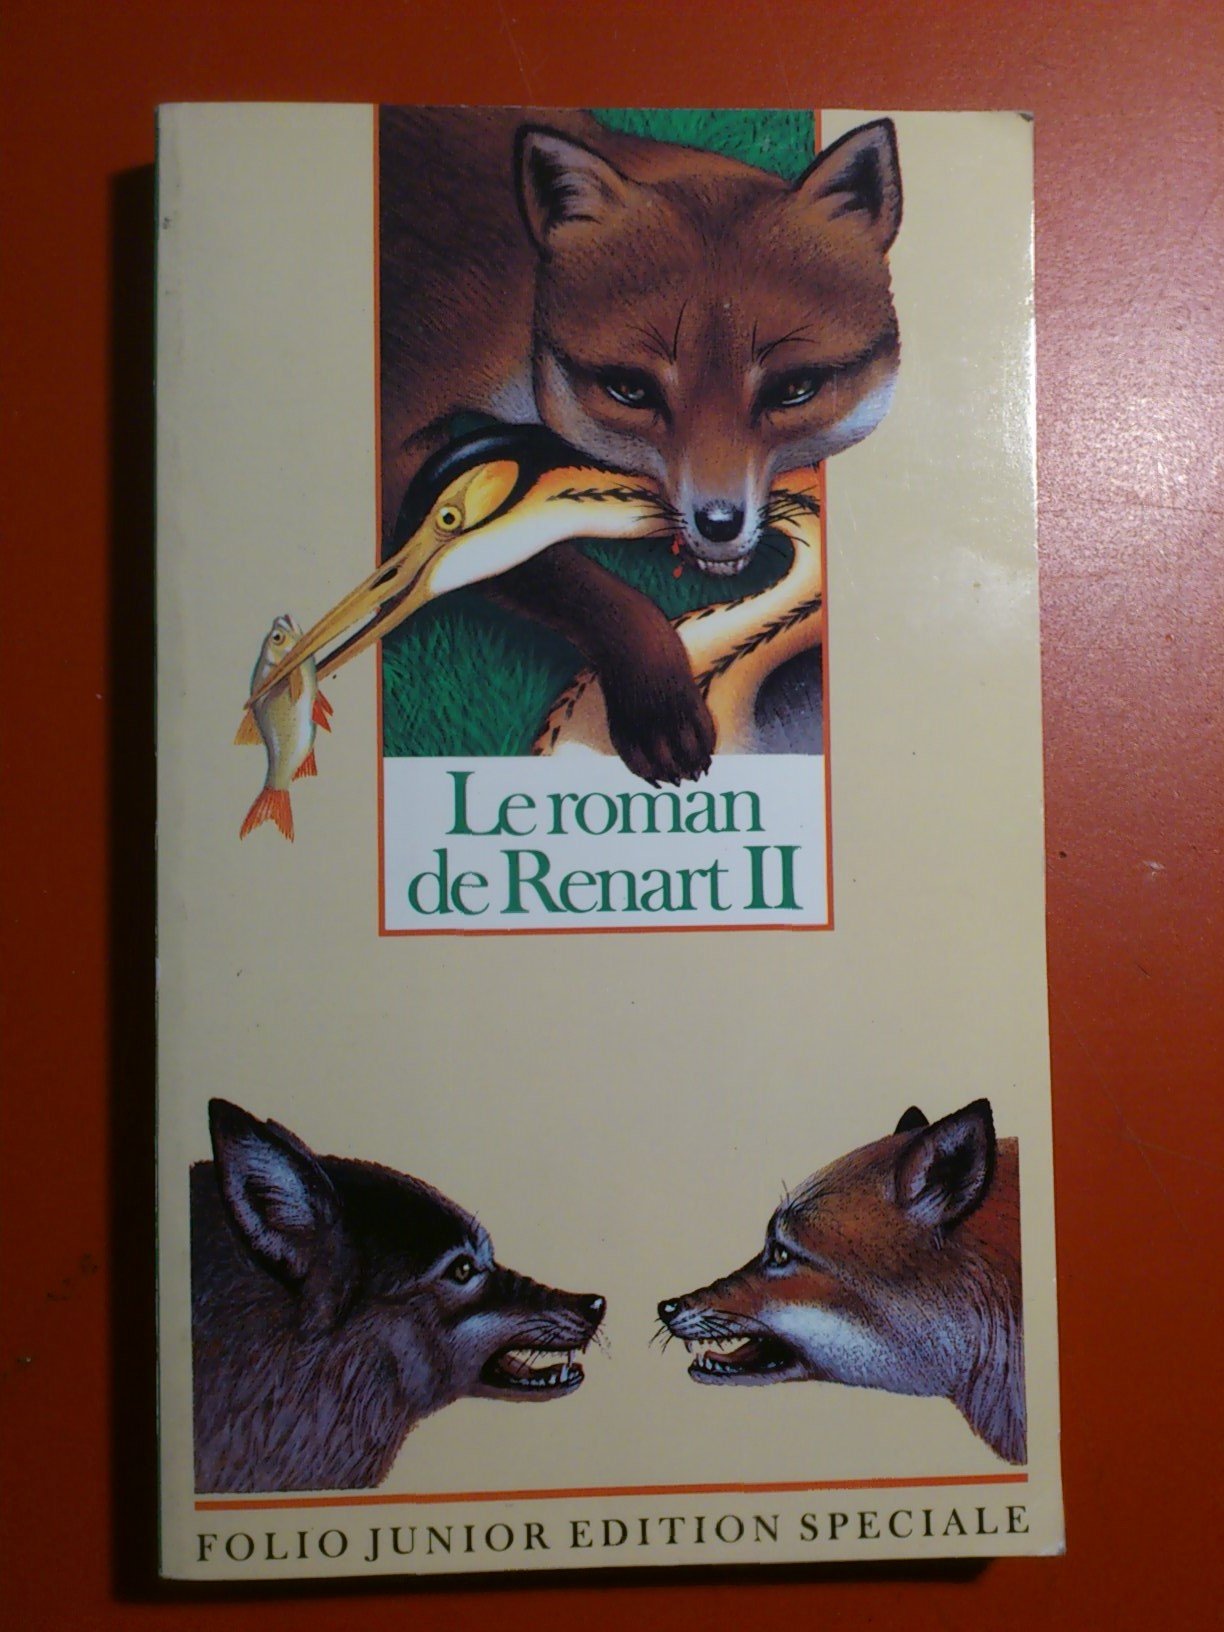 Le roman
de Renart II
FOLIO JUNIOR EDITION SPECIALE